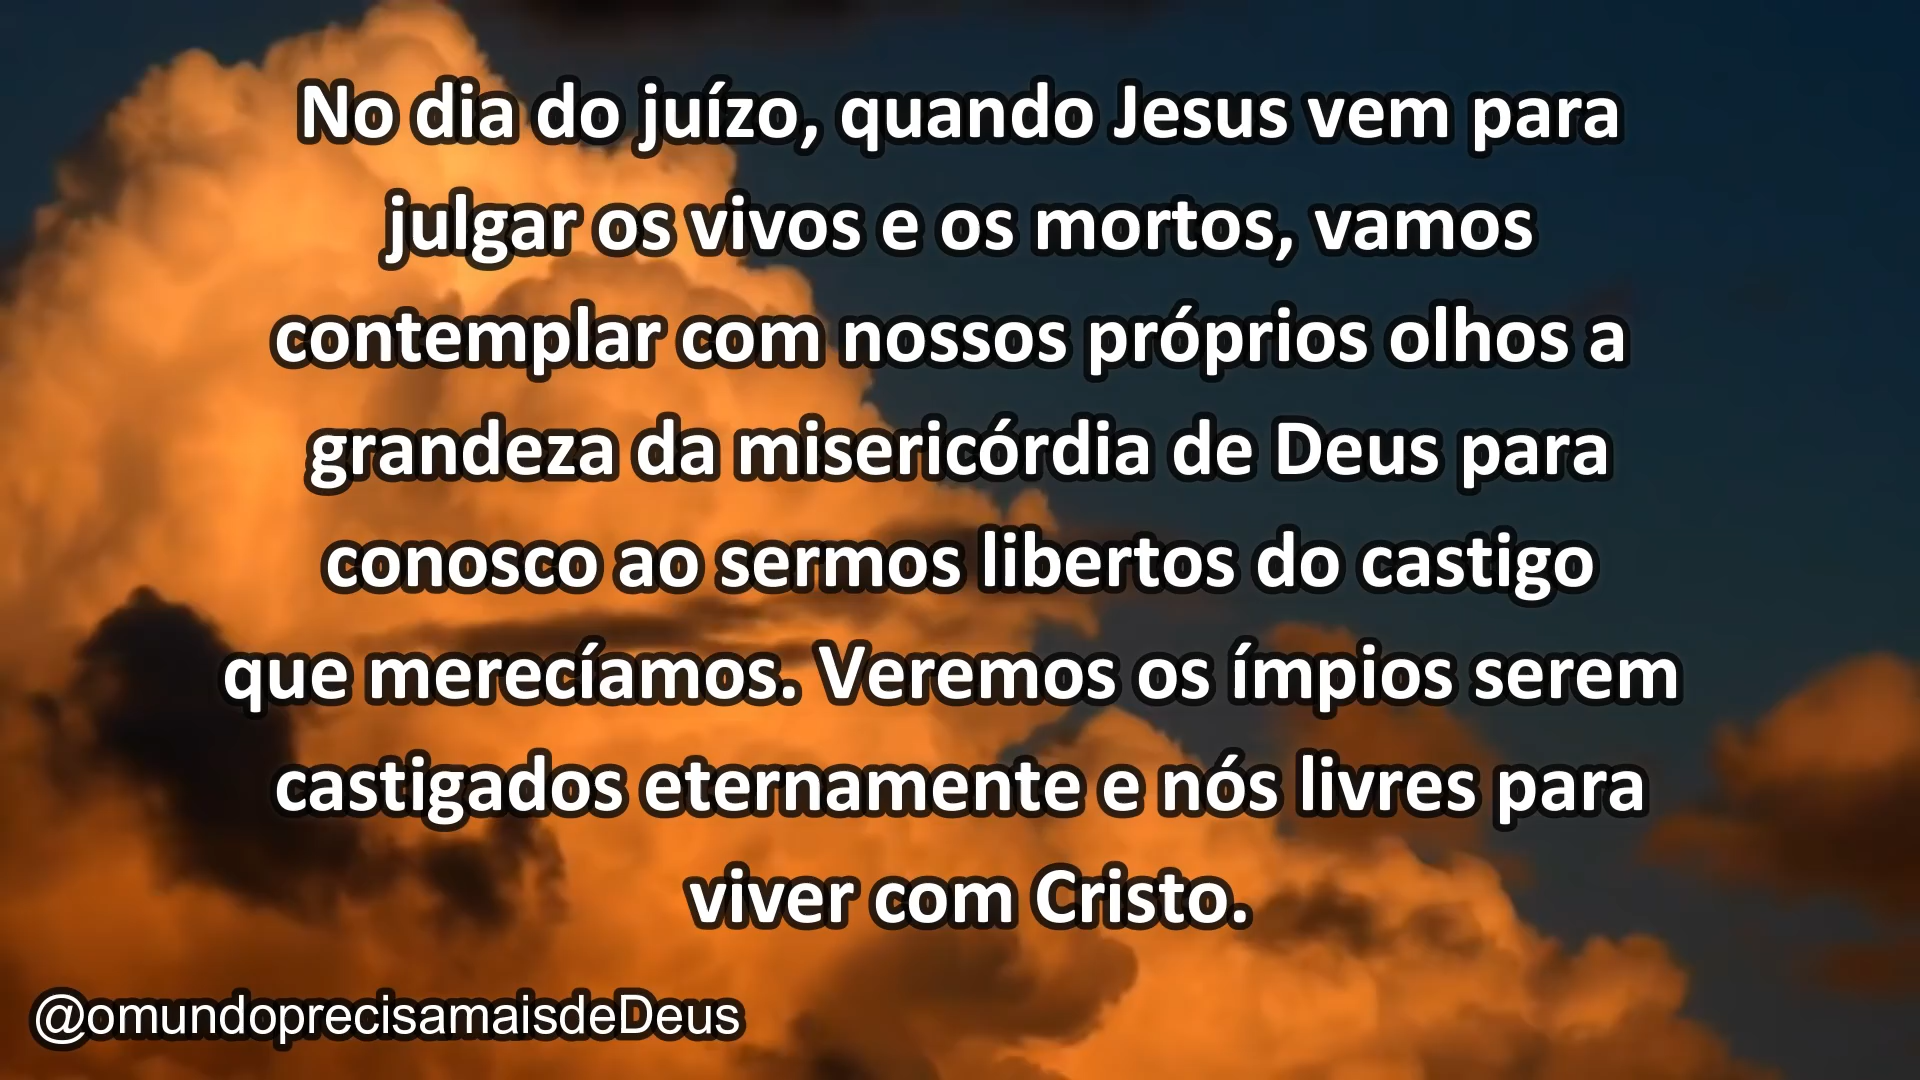 No dia do juízo, quando Jesus vem para
julgar os vivos e os mortos, vamos
contemplar com nossos próprios olhos a
grandeza da misericórdia de Deus para
conosco ao sermos libertos do castigo
que merecíamos. Veremos os ímpios serem
castigados eternamente e nós livres para
viver com Cristo.
@omundoprecisamaisdeDeus